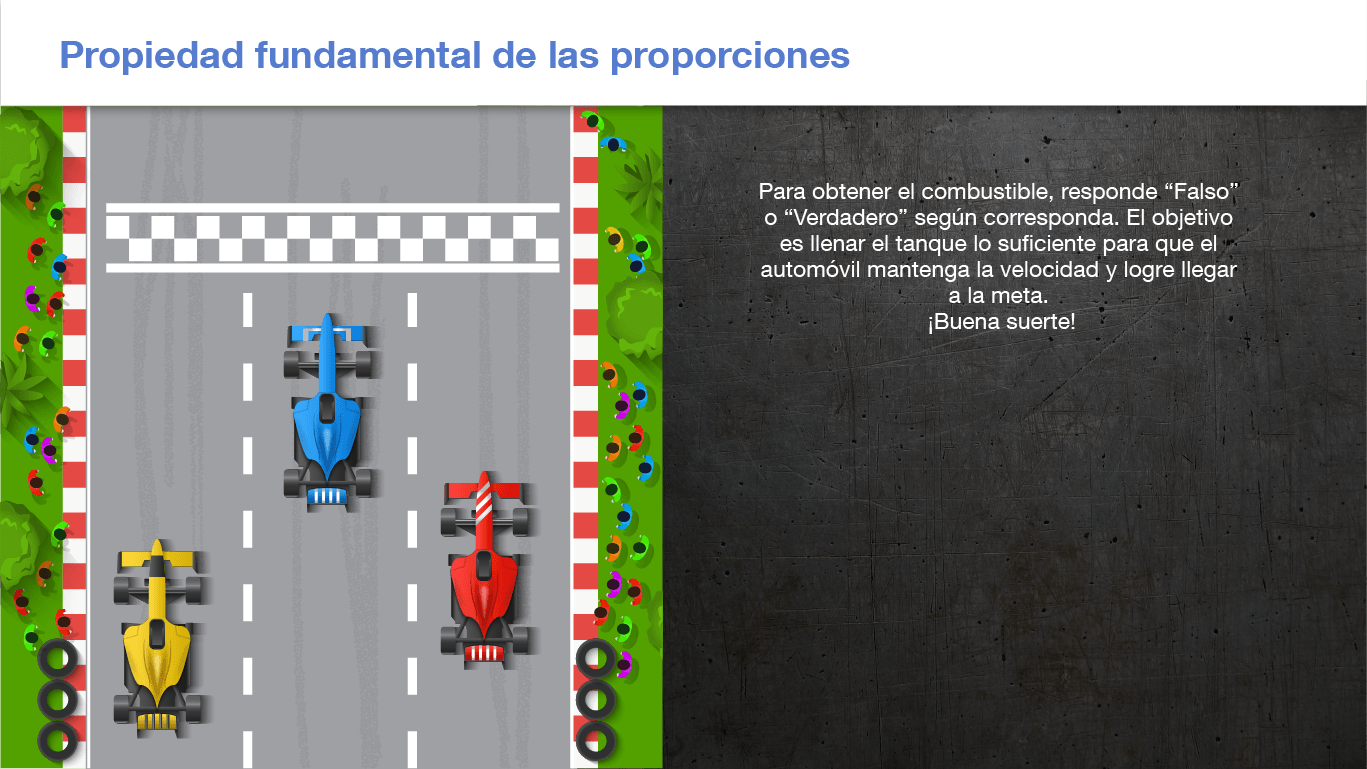 Propiedad fundamental de las proporciones
Para obtener el combustible, responde “Falso”
o “Verdadero” según corresponda. El objetivo
es llenar el tanque lo suficiente para que el
automóvil mantenga la velocidad y logre llegar
a la meta.
¡Buena suerte!